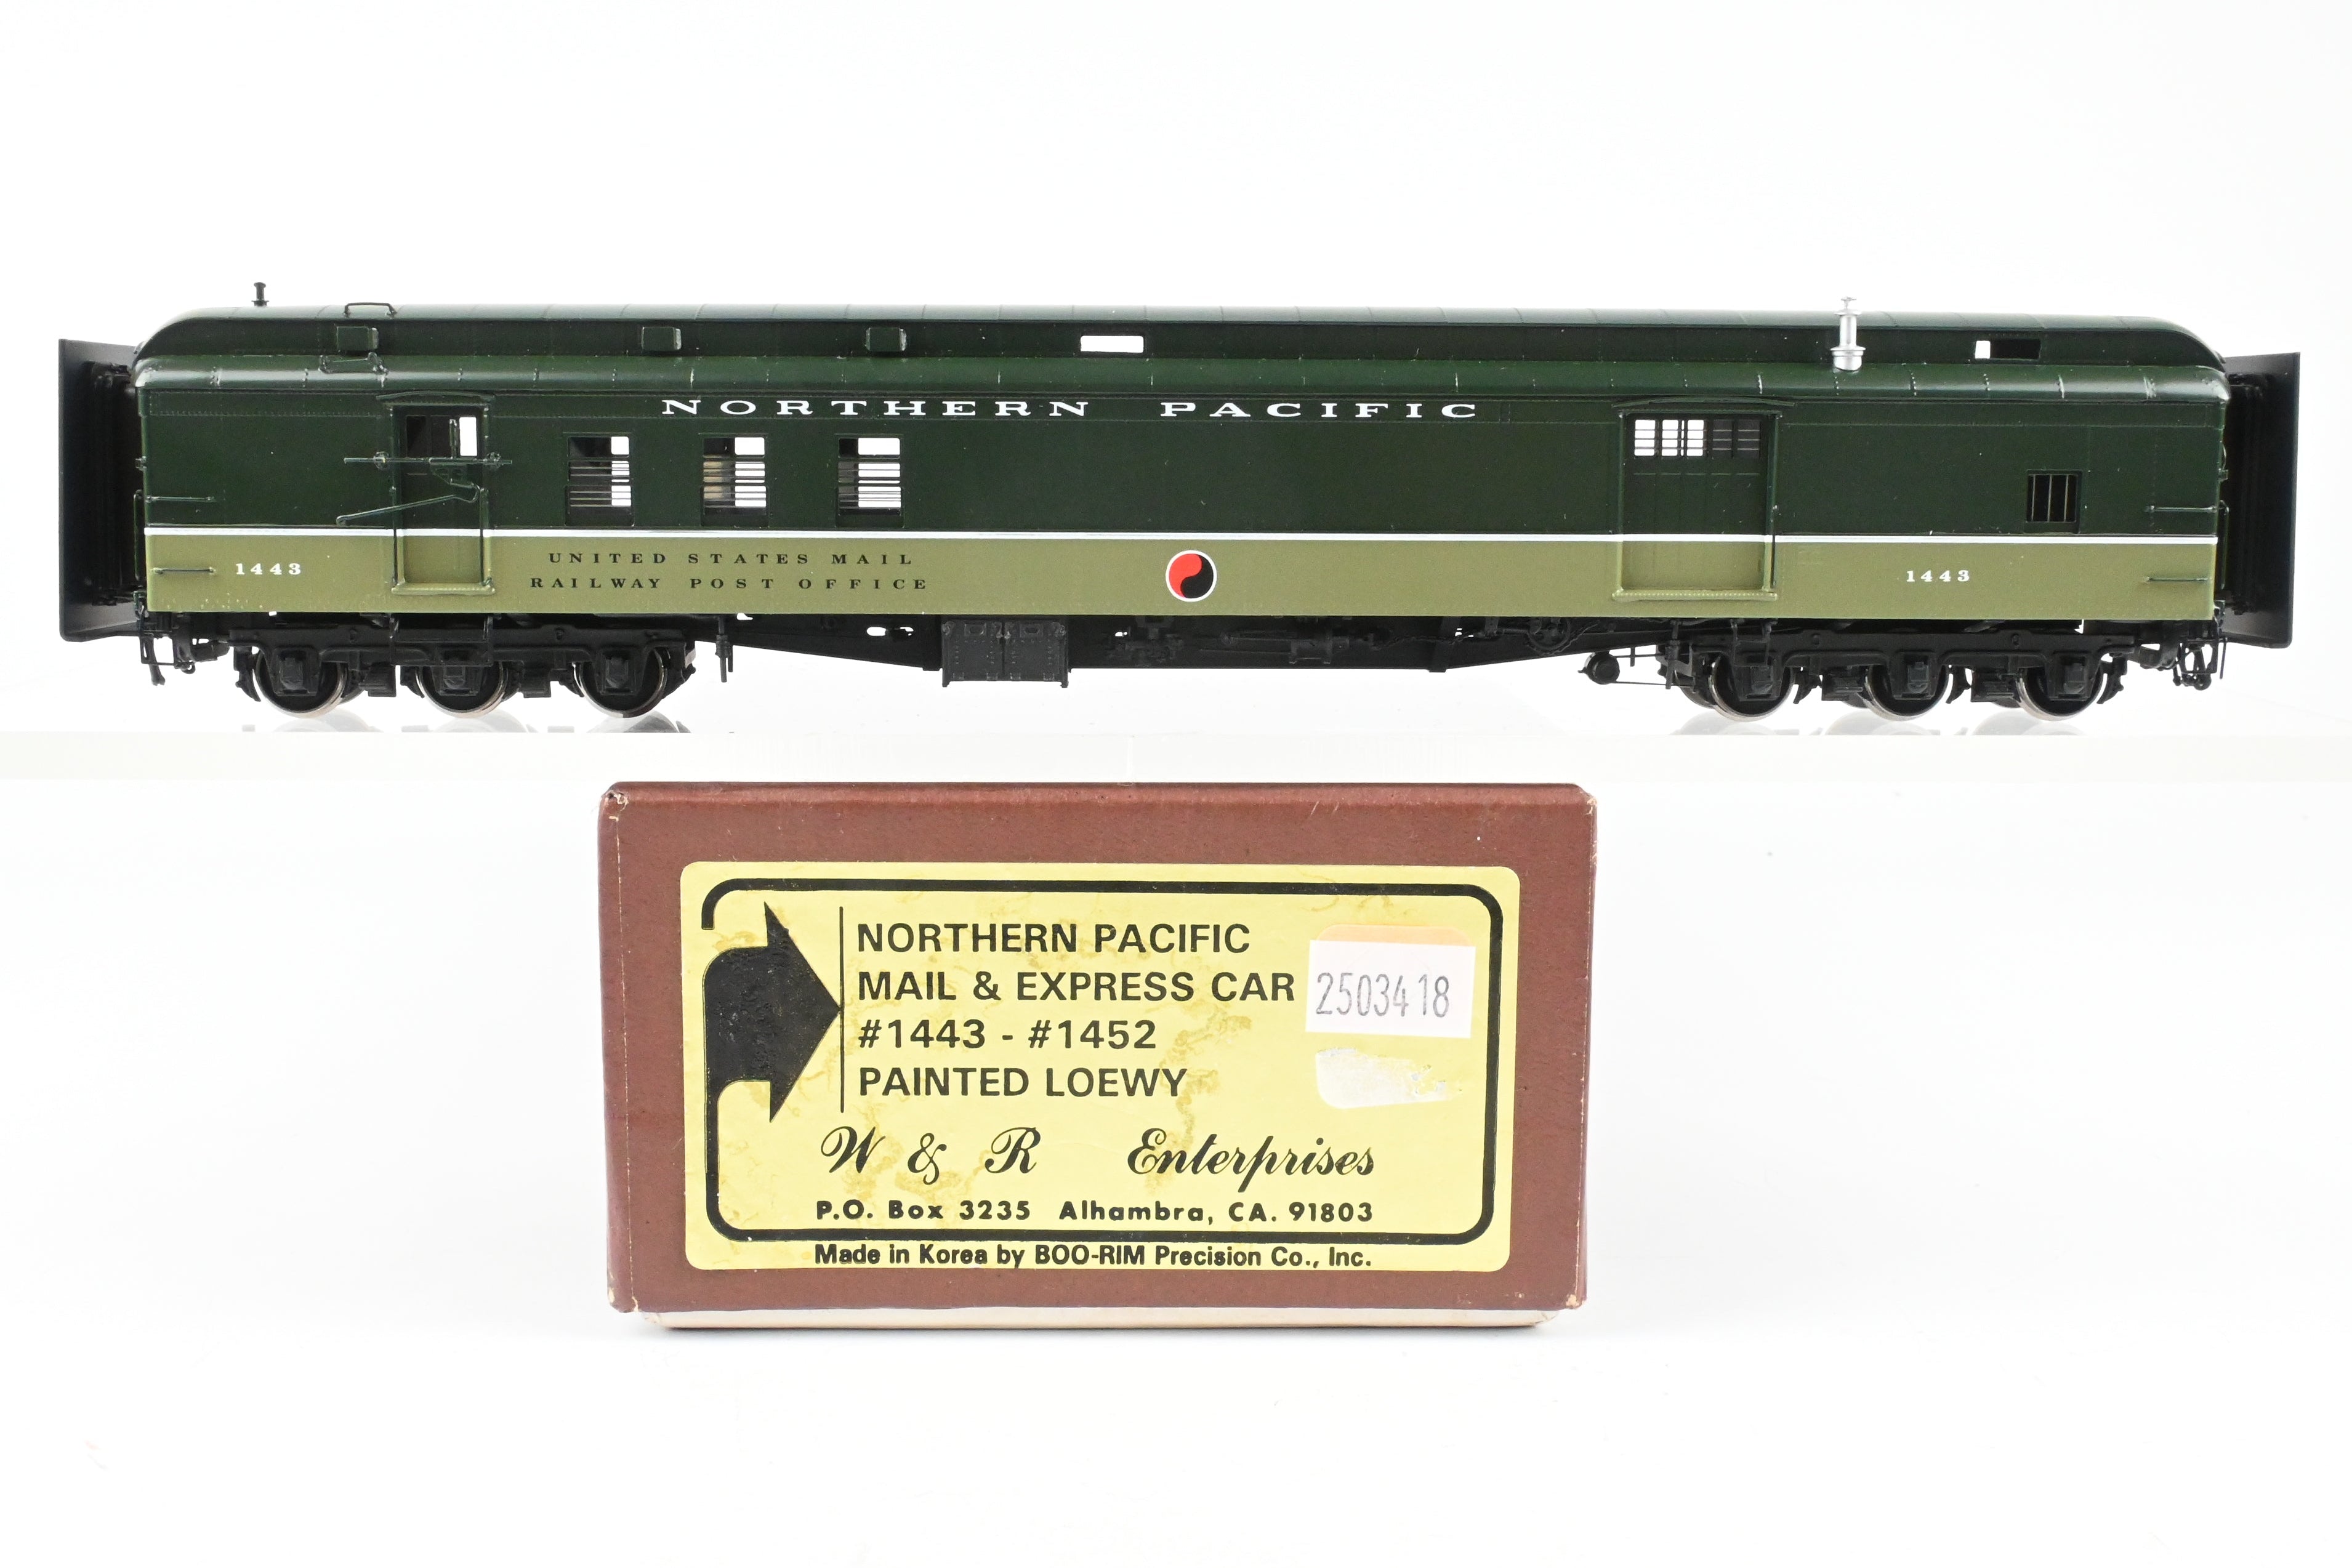 NORTHERN PACIFIC
UNITED STATES MAIL
RAILWAY POST OFFICE
1443
1443
NORTHERN PACIFIC
MAIL & EXPRESS CAR
#1443 - #1452
PAINTED LOEWY
2503418
W & R Enterprises
P.O. Box 3235 Alhambra, CA. 91803
Made in Korea by BOO-RIM Precision Co., Inc.